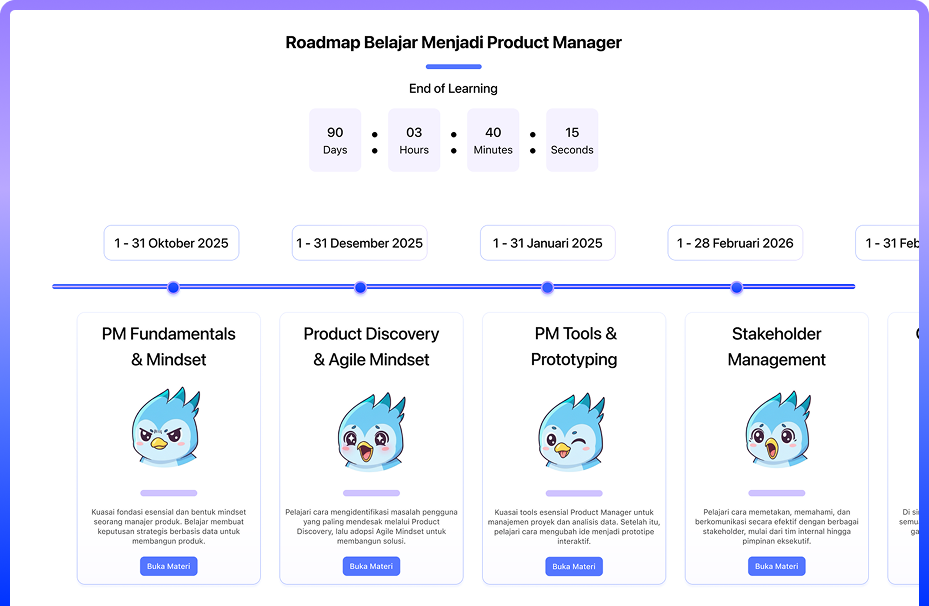 Roadmap Belajar Menjadi Product Manager
End of Learning
90 : 03 : 40 : 15
Days Hours Minutes Seconds
1 - 31 Oktober 2025
1 - 31 Desember 2025
1 - 31 Januari 2025
1 - 28 Februari 2026
1 - 31 Feb
PM Fundamentals
& Mindset
Kuasai fondasi esensial dan bentuk mindset
seorang manajer produk. Belajar membuat
keputusan strategis berbasis data untuk
membangun produk.
Buka Materi
Product Discovery
& Agile Mindset
Pelajari cara mengidentifikasi masalah pengguna
yang paling mendesak melalui Product
Discovery, lalu adopsi Agile Mindset untuk
membangun solusi.
Buka Materi
PM Tools &
Prototyping
Kuasai tools esensial Product Manager untuk
manajemen proyek dan analisis data. Setelah itu,
pelajari cara mengubah ide menjadi prototipe
interaktif.
Buka Materi
Stakeholder
Management
Pelajari cara memetakan, memahami, dan
berkomunikasi secara efektif dengan berbagai
stakeholder, mulai dari tim internal hingga
pimpinan eksekutif.
Buka Materi
Di si
semu
ga